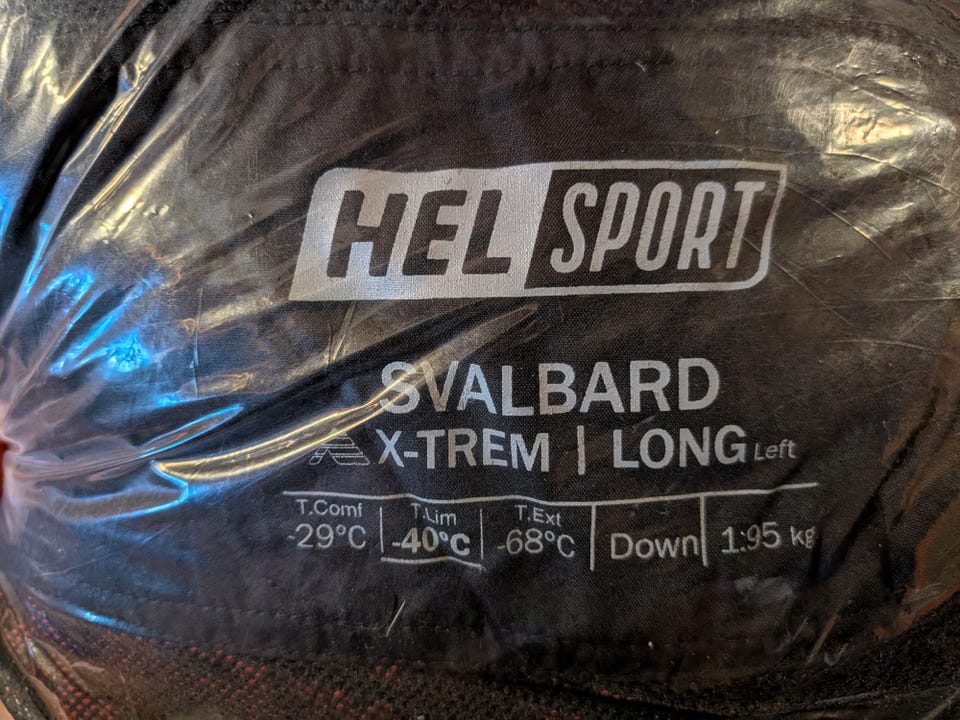 HEL SPORT
SVALBARD
X-TREM | LONG Left
T.Comf T.Lim T.Ext
-29°C -40°C -68°C Down 1.95 kg